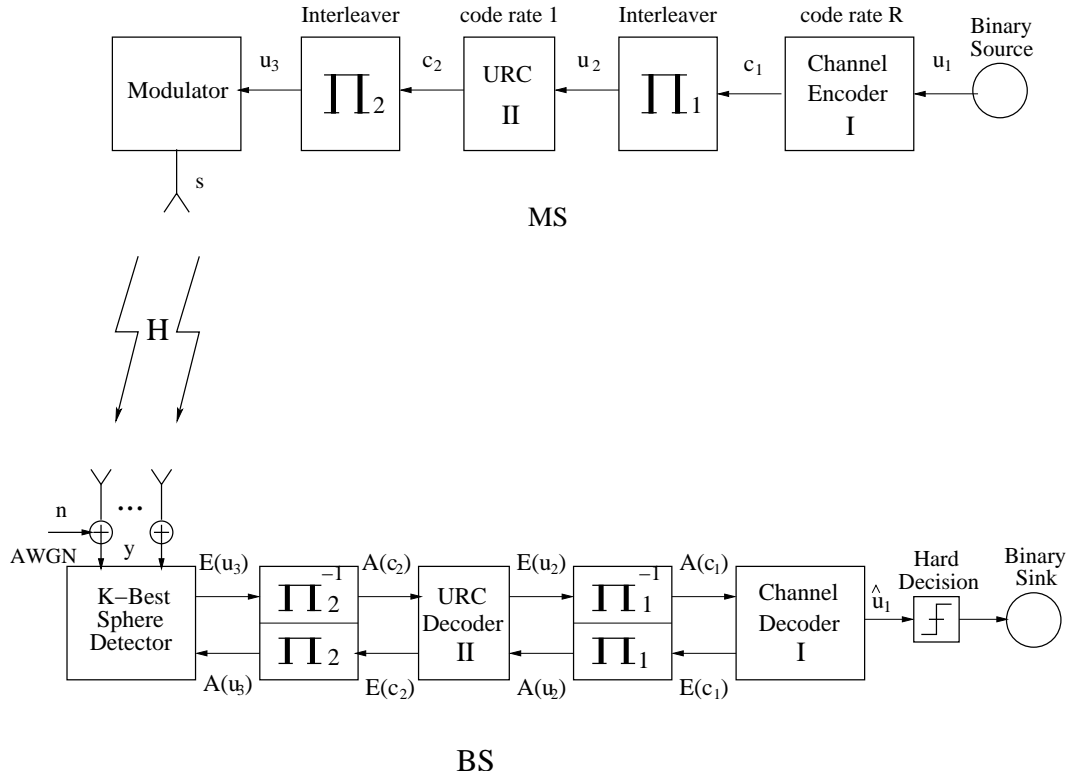 Interleaver
code rate 1
Interleaver
code rate R
Binary
Source
Modulator
u₃
∏₂
c₂
URC
II
u₂
∏₁
c₁
Channel
Encoder
I
u₁
s
MS
H
n
AWGN
y
...
K−Best
Sphere
Detector
E(u₃)
A(u₃)
∏₂⁻¹
∏₂
A(c₂)
E(c₂)
URC
Decoder
II
E(u₂)
A(u₂)
∏₁⁻¹
∏₁
A(c₁)
E(c₁)
Channel
Decoder
I
û₁
Hard
Decision
Binary
Sink
BS